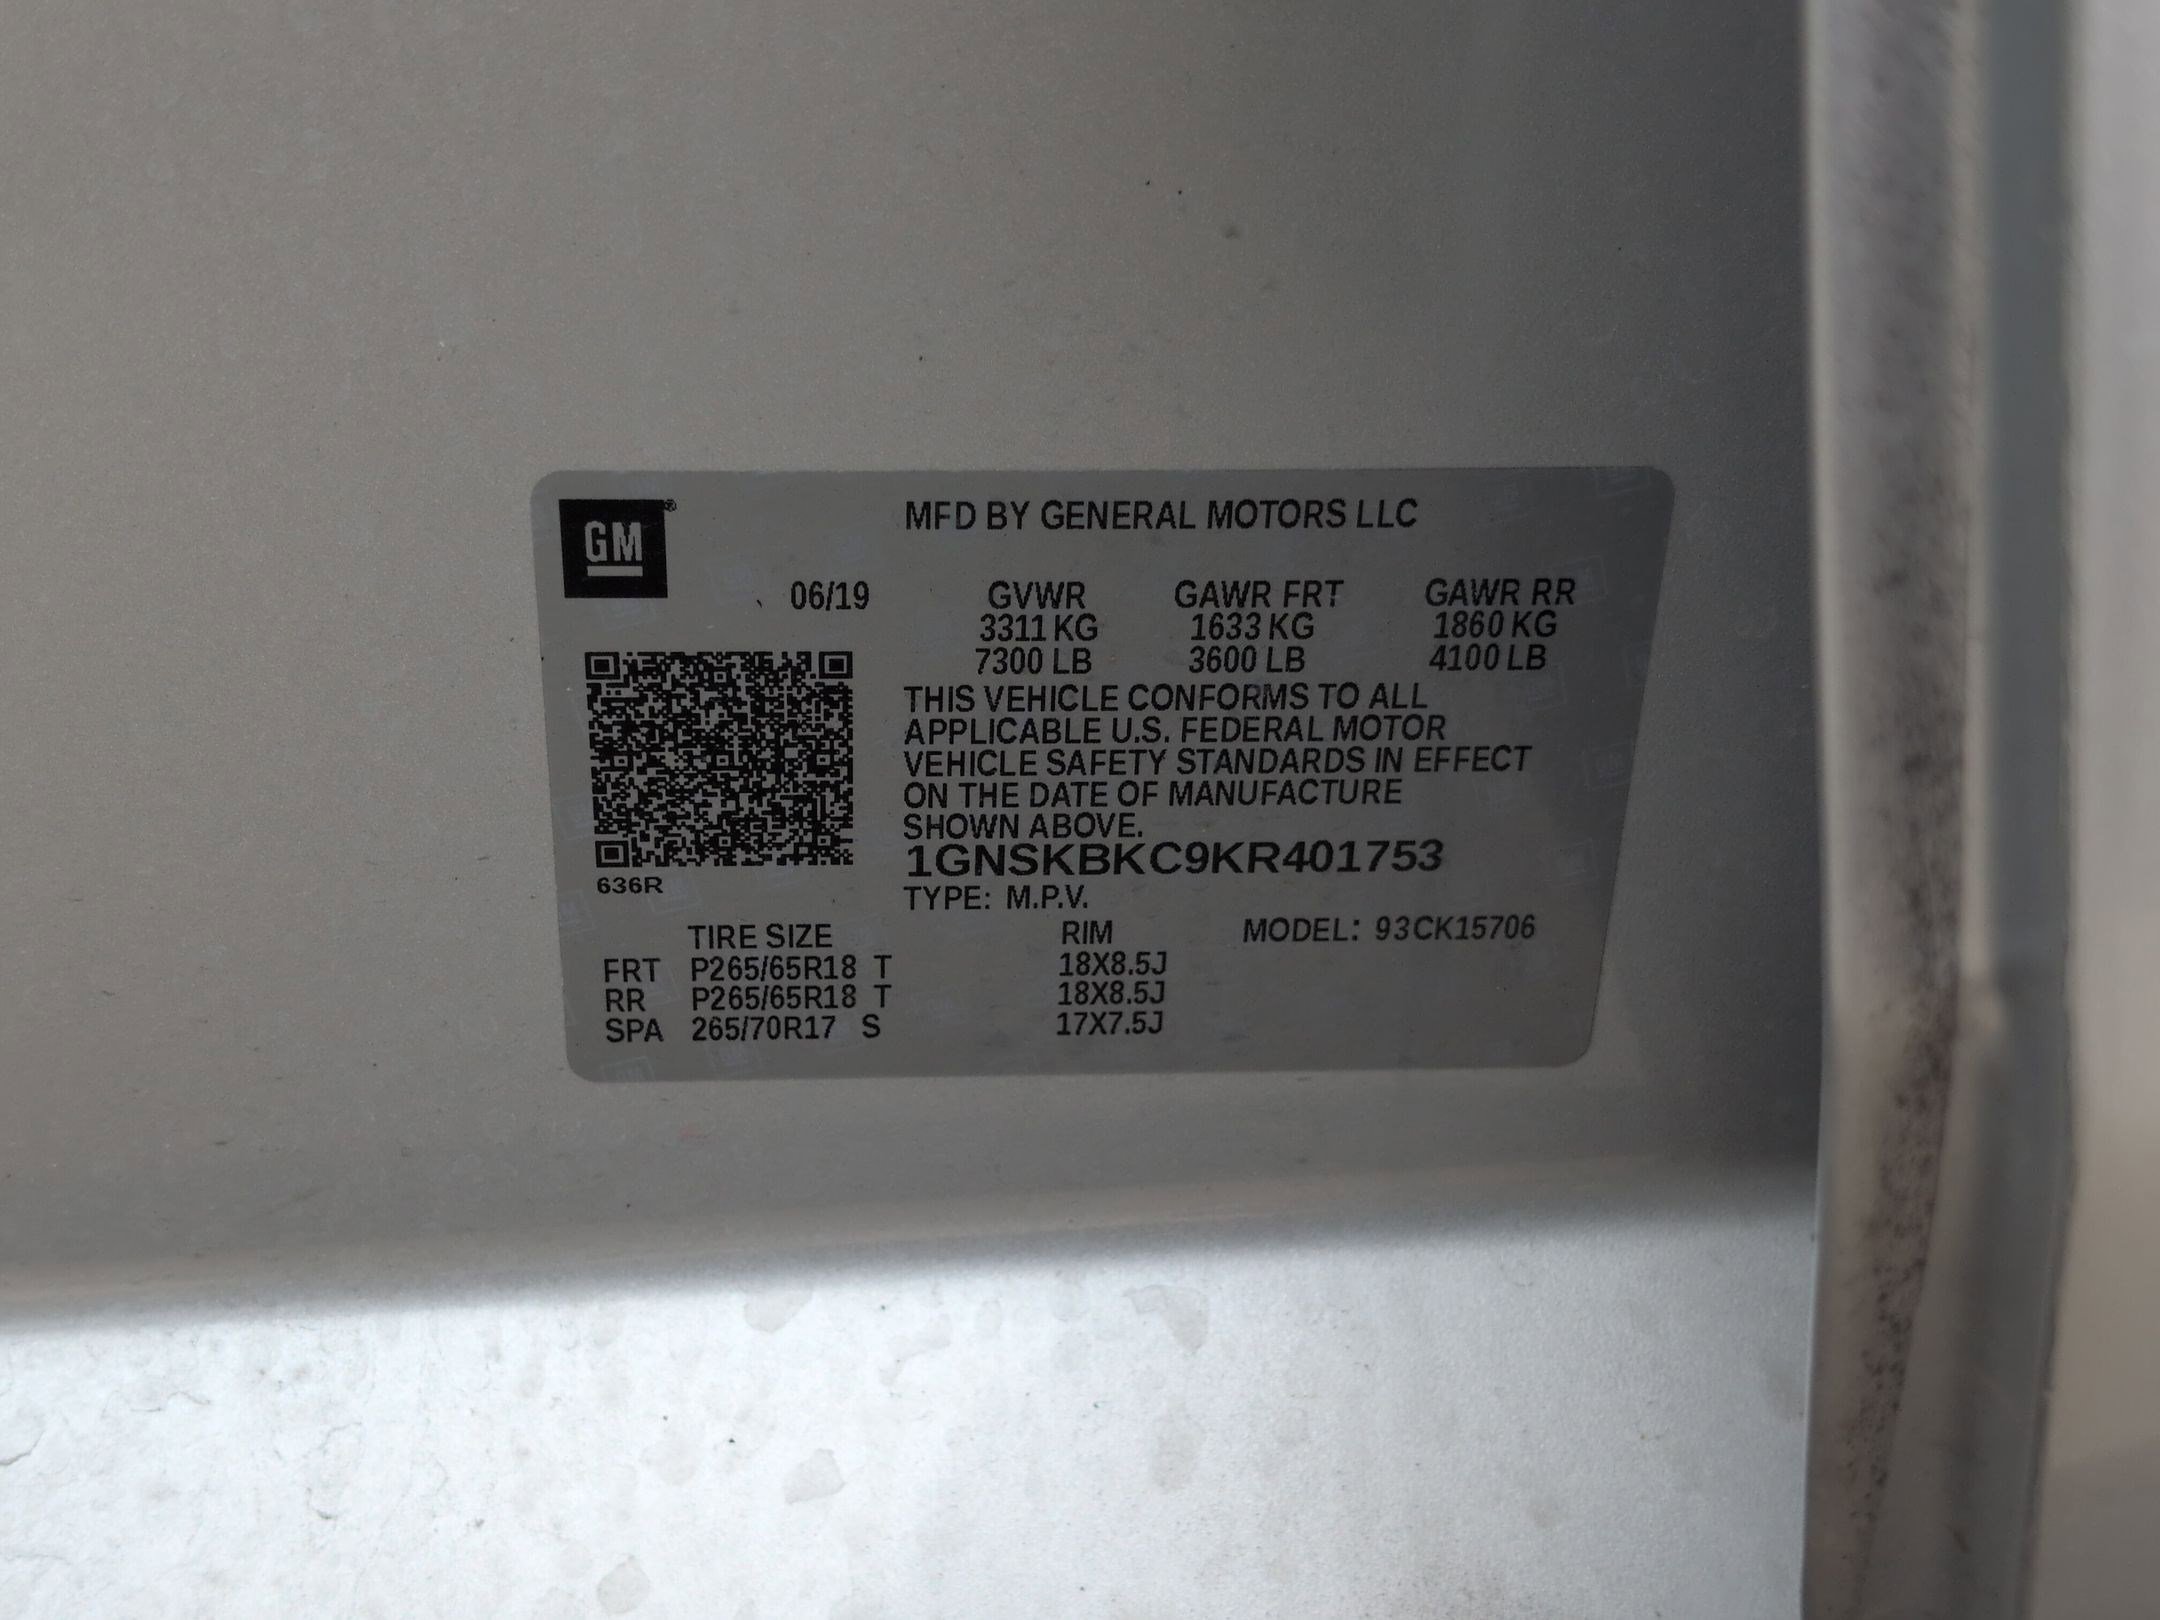 GM®
MFD BY GENERAL MOTORS LLC
06/19 GVWR GAWR FRT GAWR RR
3311 KG 1633 KG 1860 KG
7300 LB 3600 LB 4100 LB
THIS VEHICLE CONFORMS TO ALL
APPLICABLE U.S. FEDERAL MOTOR
VEHICLE SAFETY STANDARDS IN EFFECT
ON THE DATE OF MANUFACTURE
SHOWN ABOVE.
1GNSKBKC9KR401753
636R
TYPE: M.P.V.
TIRE SIZE RIM MODEL: 93CK15706
FRT P265/65R18 T 18X8.5J
RR P265/65R18 T 18X8.5J
SPA 265/70R17 S 17X7.5J